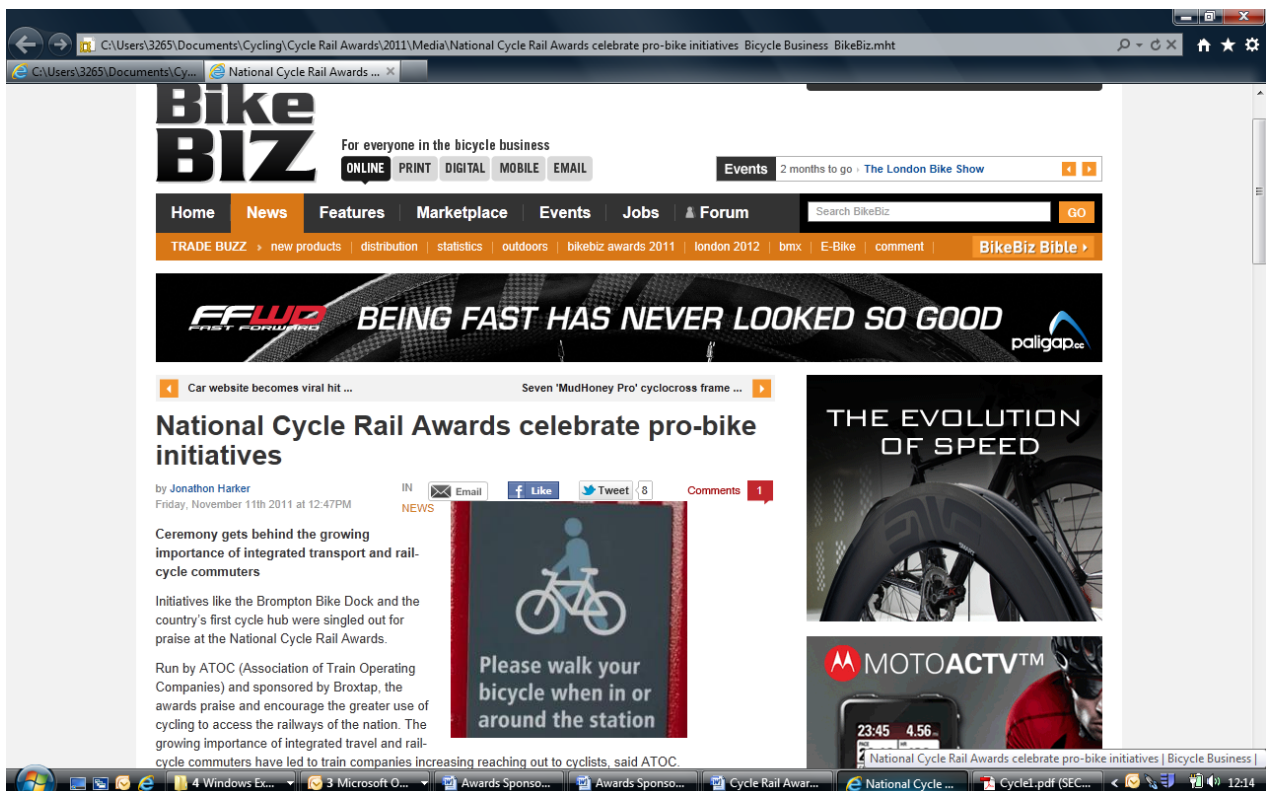 C:\Users\3265\Documents\Cycling\Cycle Rail Awards\2011\Media\National Cycle Rail Awards celebrate pro-bike initiatives Bicycle Business BikeBiz.mht
C:\Users\3265\Documents\Cy...
National Cycle Rail Awards ...
Bike
BIZ
For everyone in the bicycle business
ONLINE PRINT DIGITAL MOBILE EMAIL
Events 2 months to go › The London Bike Show
Home News Features Marketplace Events Jobs Forum
Search BikeBiz GO
TRADE BUZZ › new products | distribution | statistics | outdoors | bikebiz awards 2011 | london 2012 | bmx | E-Bike | comment |
BikeBiz Bible ›
FFWD
FAST FORWARD
BEING FAST HAS NEVER LOOKED SO GOOD
paligap.cc
Car website becomes viral hit ...
Seven 'MudHoney Pro' cyclocross frame ...
National Cycle Rail Awards celebrate pro-bike
initiatives
by Jonathon Harker
Friday, November 11th 2011 at 12:47PM
IN
NEWS
Email
Like
Tweet 8
Comments 1
Ceremony gets behind the growing
importance of integrated transport and rail-
cycle commuters
Initiatives like the Brompton Bike Dock and the
country's first cycle hub were singled out for
praise at the National Cycle Rail Awards.
Run by ATOC (Association of Train Operating
Companies) and sponsored by Broxtap, the
awards praise and encourage the greater use of
cycling to access the railways of the nation. The
growing importance of integrated travel and rail-
cycle commuters have led to train companies increasing reaching out to cyclists, said ATOC.
Please walk your
bicycle when in or
around the station
THE EVOLUTION
OF SPEED
MOTOACTV™
23:45 4.56
National Cycle Rail Awards celebrate pro-bike initiatives | Bicycle Business |
4 Windows Ex...
3 Microsoft O...
Awards Sponso...
Awards Sponso...
Cycle Rail Awar...
National Cycle ...
Cycle1.pdf (SEC...
12:14